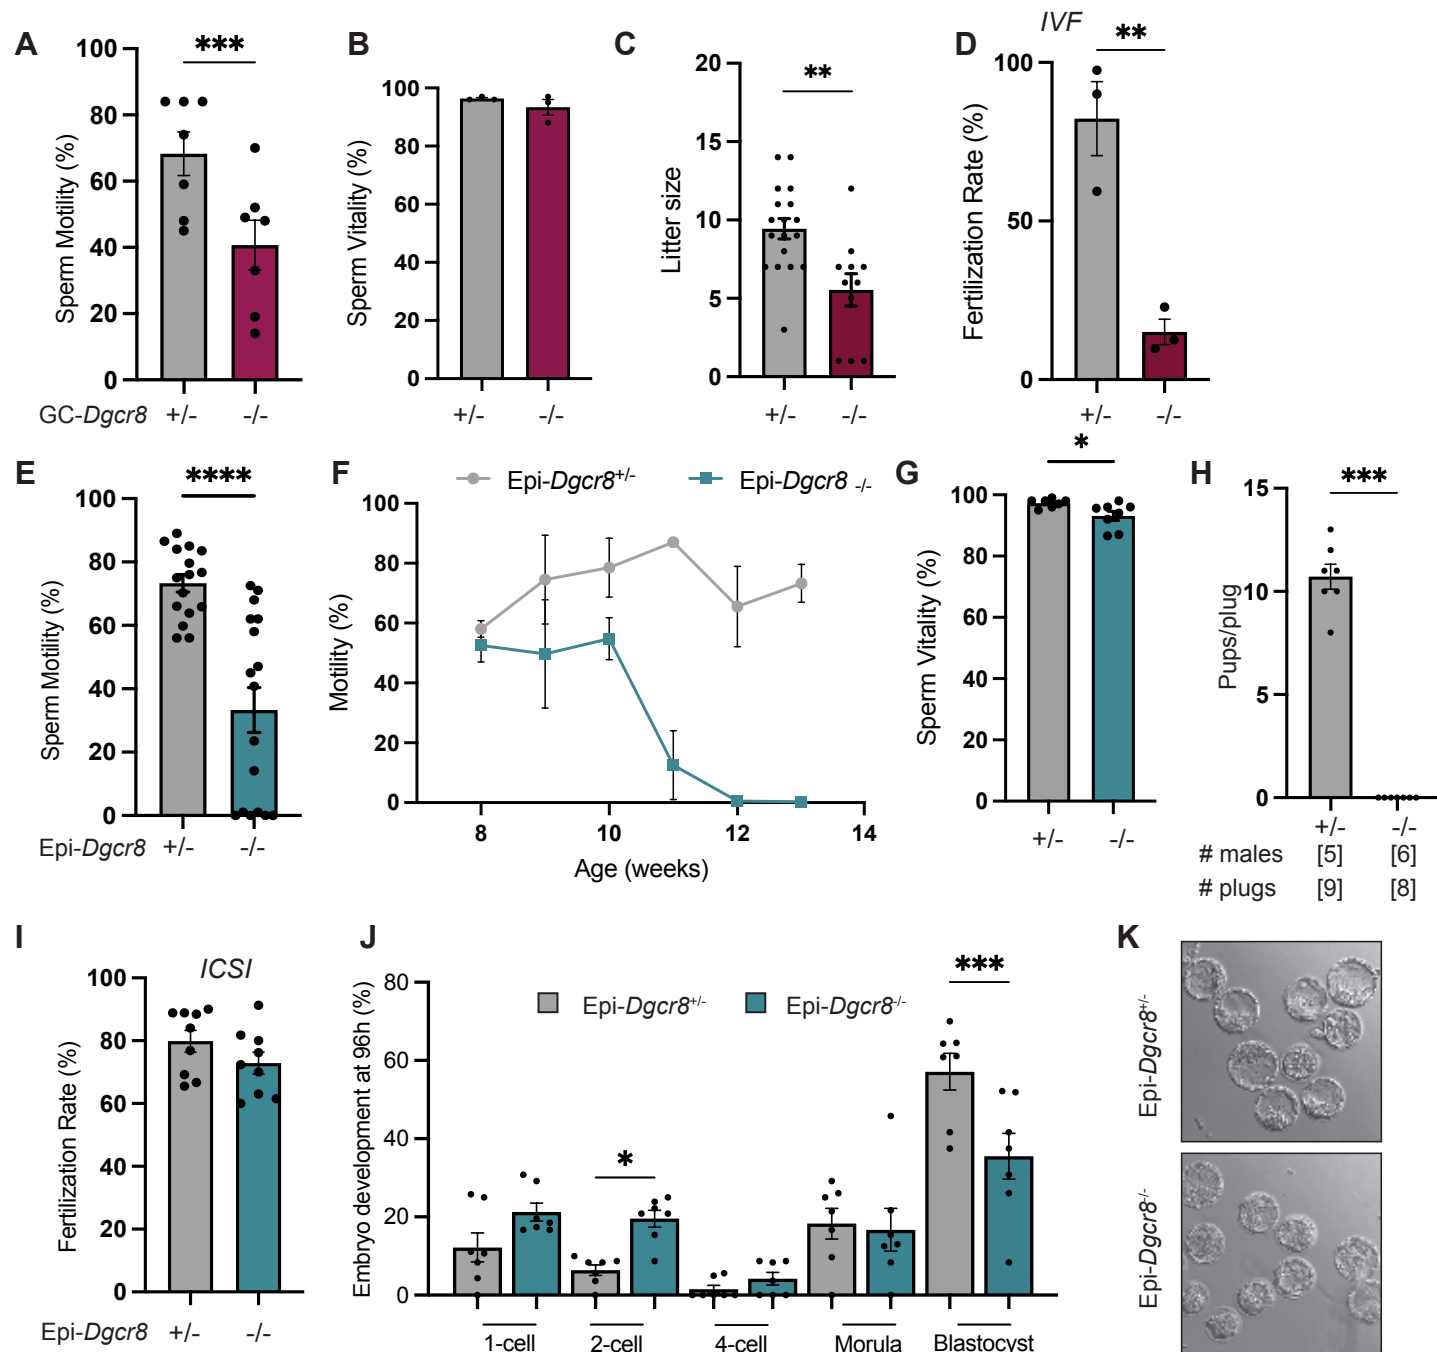 A
***
100
80
60
40
20
0
Sperm Motility (%)
GC-Dgcr8 +/- -/-
B
100
80
60
40
20
0
Sperm Vitality (%)
+/- -/-
C
**
20
15
10
5
0
Litter size
+/- -/-
D
IVF
**
100
50
0
Fertilization Rate (%)
+/- -/-
E
****
100
80
60
40
20
0
Sperm Motility (%)
Epi-Dgcr8 +/- -/-
F
Epi-Dgcr8+/- Epi-Dgcr8 -/-
100
80
60
40
20
0
Motility (%)
8 10 12 14
Age (weeks)
G
*
100
80
60
40
20
0
Sperm Vitality (%)
+/- -/-
H
***
15
10
5
0
Pups/plug
+/- -/-
# males [5] [6]
# plugs [9] [8]
I
ICSI
100
80
60
40
20
0
Fertilization Rate (%)
Epi-Dgcr8 +/- -/-
J
Epi-Dgcr8+/- Epi-Dgcr8-/-
*
***
80
60
40
20
0
Embryo development at 96h (%)
1-cell 2-cell 4-cell Morula Blastocyst
K
Epi-Dgcr8+/-
Epi-Dgcr8-/-